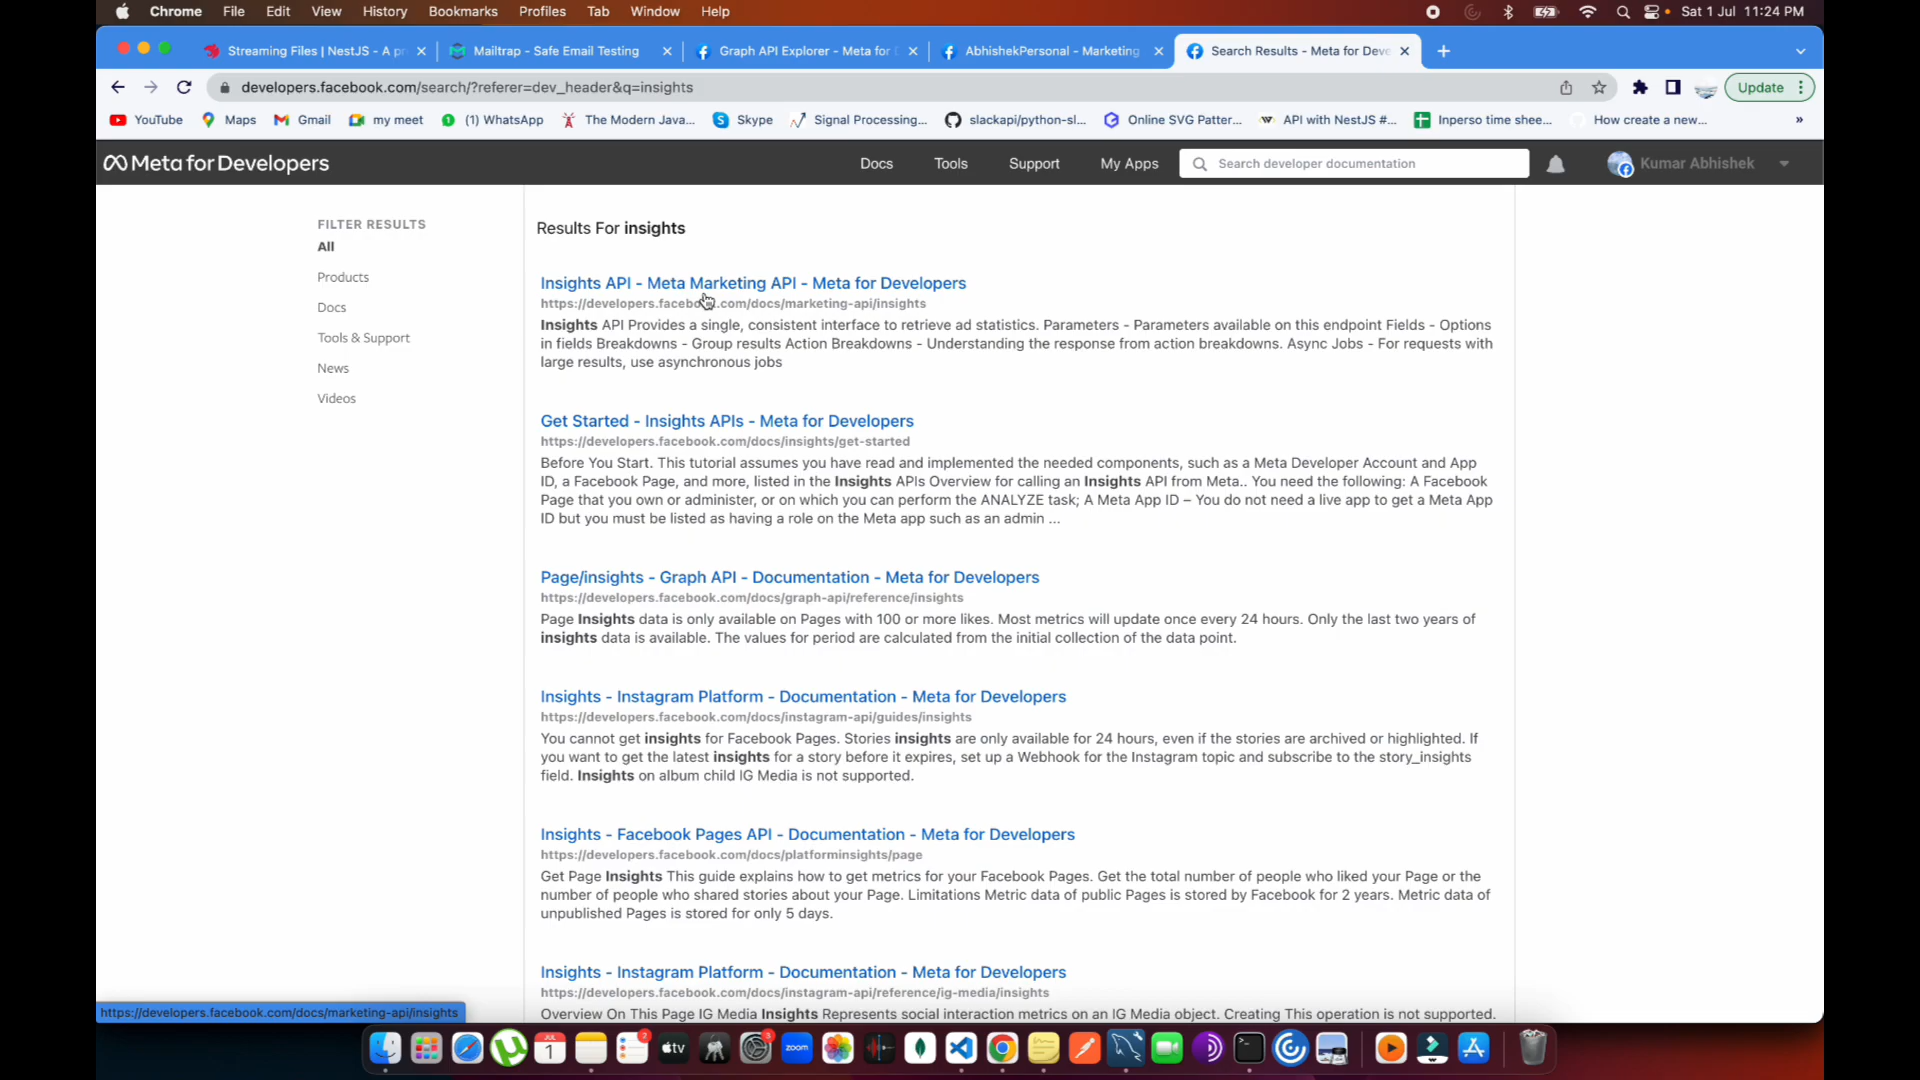 Chrome File Edit View History Bookmarks Profiles Tab Window Help
Sat 1 Jul 11:24 PM
Streaming Files | NestJS - A pr
Mailtrap - Safe Email Testing
Graph API Explorer - Meta for
AbhishekPersonal - Marketing
Search Results - Meta for Deve
developers.facebook.com/search/?referer=dev_header&q=insights
Update
YouTube
Maps
Gmail
my meet
(1) WhatsApp
The Modern Java...
Skype
Signal Processing...
slackapi/python-sl...
Online SVG Patter...
API with NestJS #...
Inperso time shee...
How create a new...
»
Meta for Developers
Docs
Tools
Support
My Apps
Search developer documentation
Kumar Abhishek
FILTER RESULTS
All
Products
Docs
Tools & Support
News
Videos
Results For insights
Insights API - Meta Marketing API - Meta for Developers
https://developers.facebook.com/docs/marketing-api/insights
Insights API Provides a single, consistent interface to retrieve ad statistics. Parameters - Parameters available on this endpoint Fields - Options
in fields Breakdowns - Group results Action Breakdowns - Understanding the response from action breakdowns. Async Jobs - For requests with
large results, use asynchronous jobs
Get Started - Insights APIs - Meta for Developers
https://developers.facebook.com/docs/insights/get-started
Before You Start. This tutorial assumes you have read and implemented the needed components, such as a Meta Developer Account and App
ID, a Facebook Page, and more, listed in the Insights APIs Overview for calling an Insights API from Meta.. You need the following: A Facebook
Page that you own or administer, or on which you can perform the ANALYZE task; A Meta App ID – You do not need a live app to get a Meta App
ID but you must be listed as having a role on the Meta app such as an admin ...
Page/insights - Graph API - Documentation - Meta for Developers
https://developers.facebook.com/docs/graph-api/reference/insights
Page Insights data is only available on Pages with 100 or more likes. Most metrics will update once every 24 hours. Only the last two years of
insights data is available. The values for period are calculated from the initial collection of the data point.
Insights - Instagram Platform - Documentation - Meta for Developers
https://developers.facebook.com/docs/instagram-api/guides/insights
You cannot get insights for Facebook Pages. Stories insights are only available for 24 hours, even if the stories are archived or highlighted. If
you want to get the latest insights for a story before it expires, set up a Webhook for the Instagram topic and subscribe to the story_insights
field. Insights on album child IG Media is not supported.
Insights - Facebook Pages API - Documentation - Meta for Developers
https://developers.facebook.com/docs/platforminsights/page
Get Page Insights This guide explains how to get metrics for your Facebook Pages. Get the total number of people who liked your Page or the
number of people who shared stories about your Page. Limitations Metric data of public Pages is stored by Facebook for 2 years. Metric data of
unpublished Pages is stored for only 5 days.
Insights - Instagram Platform - Documentation - Meta for Developers
https://developers.facebook.com/docs/instagram-api/reference/ig-media/insights
Overview On This Page IG Media Insights Represents social interaction metrics on an IG Media object. Creating This operation is not supported.
https://developers.facebook.com/docs/marketing-api/insights
JUL
1
tv
zoom